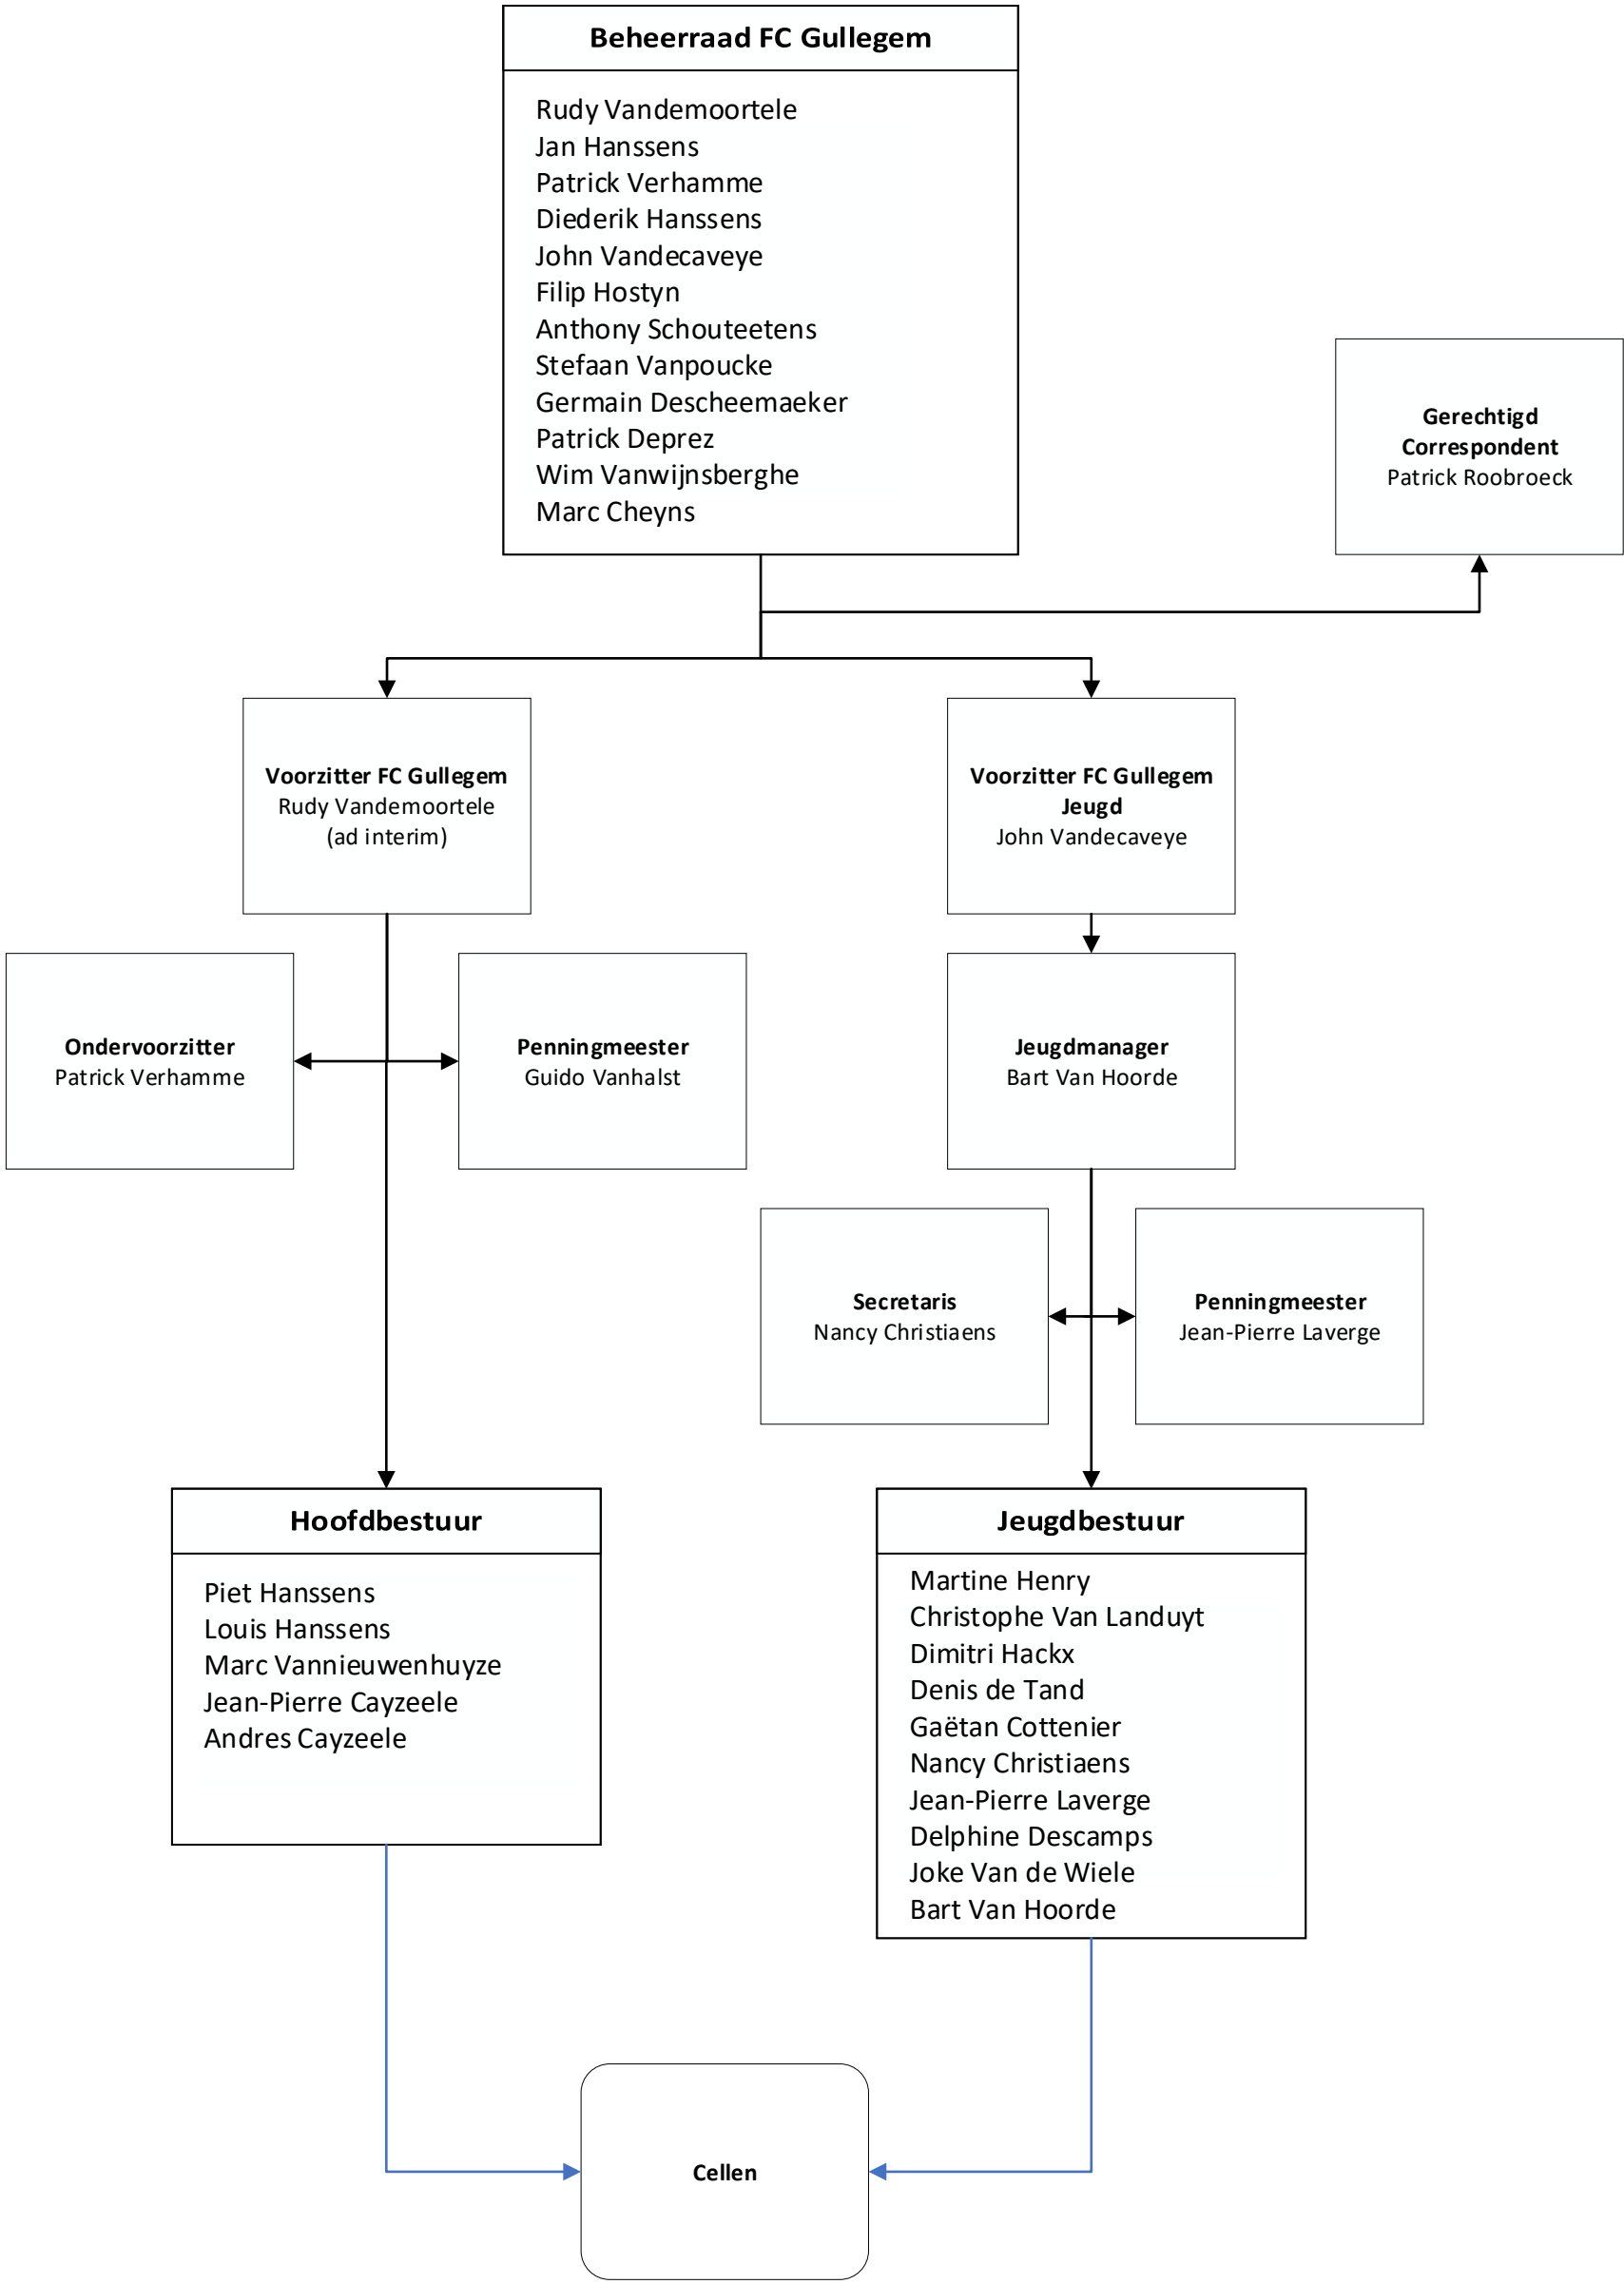 Beheerraad FC Gullegem
Rudy Vandemoortele
Jan Hanssens
Patrick Verhamme
Diederik Hanssens
John Vandecaveye
Filip Hostyn
Anthony Schouteetens
Stefaan Vanpoucke
Germain Descheemaeker
Patrick Deprez
Wim Vanwijnsberghe
Marc Cheyns
Gerechtigd
Correspondent
Patrick Roobroeck
Voorzitter FC Gullegem
Rudy Vandemoortele
(ad interim)
Voorzitter FC Gullegem
Jeugd
John Vandecaveye
Ondervoorzitter
Patrick Verhamme
Penningmeester
Guido Vanhalst
Jeugdmanager
Bart Van Hoorde
Secretaris
Nancy Christiaens
Penningmeester
Jean-Pierre Laverge
Hoofdbestuur
Piet Hanssens
Louis Hanssens
Marc Vannieuwenhuyze
Jean-Pierre Cayzeele
Andres Cayzeele
Jeugdbestuur
Martine Henry
Christophe Van Landuyt
Dimitri Hackx
Denis de Tand
Gaëtan Cottenier
Nancy Christiaens
Jean-Pierre Laverge
Delphine Descamps
Joke Van de Wiele
Bart Van Hoorde
Cellen